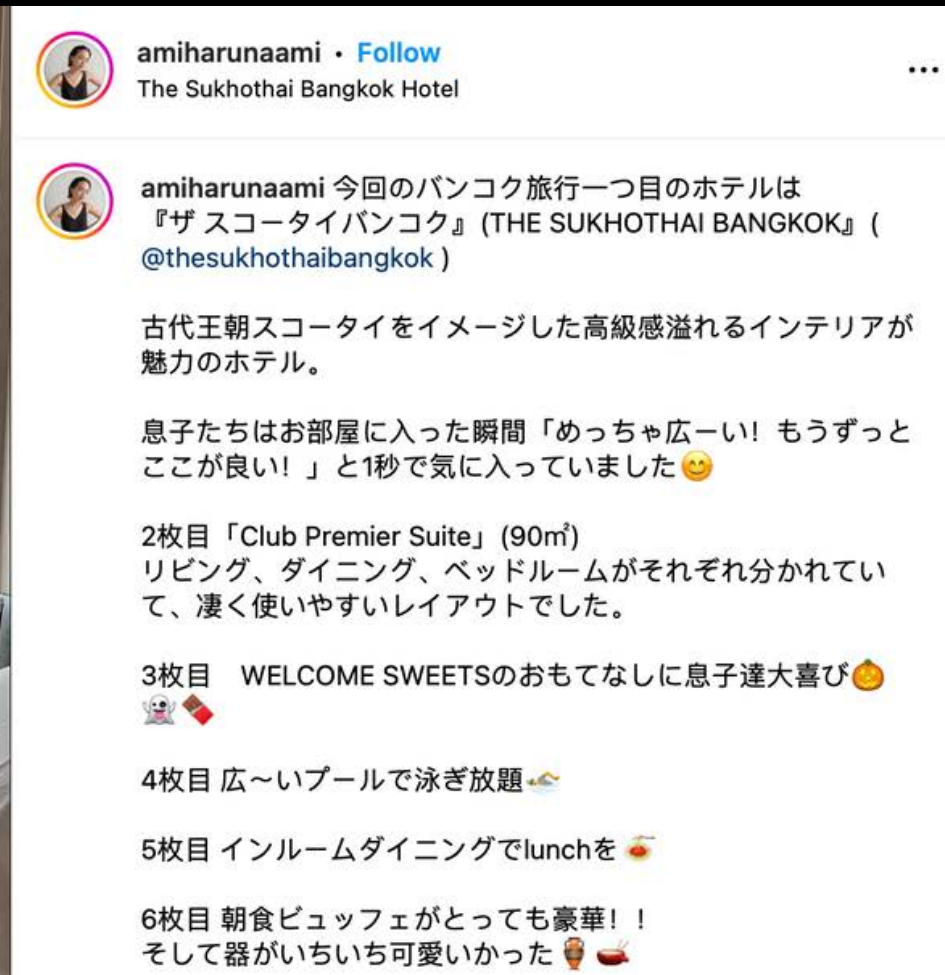 amiharunaami • Follow
The Sukhothai Bangkok Hotel
amiharunaami 今回のバンコク旅行一つ目のホテルは
『ザ スコータイバンコク』(THE SUKHOTHAI BANGKOK』(
@thesukhothaibangkok )
古代王朝スコータイをイメージした高級感溢れるインテリアが
魅力のホテル。
息子たちはお部屋に入った瞬間「めっちゃ広ーい！もうずっと
ここが良い！」と1秒で気に入っていました😊
2枚目「Club Premier Suite」(90㎡)
リビング、ダイニング、ベッドルームがそれぞれ分かれてい
て、凄く使いやすいレイアウトでした。
3枚目　WELCOME SWEETSのおもてなしに息子達大喜び🎃
👻🍫
4枚目 広〜いプールで泳ぎ放題🏊
5枚目 インルームダイニングでlunchを🍝
6枚目 朝食ビュッフェがとっても豪華！！
そして器がいちいち可愛いかった🏺🥣